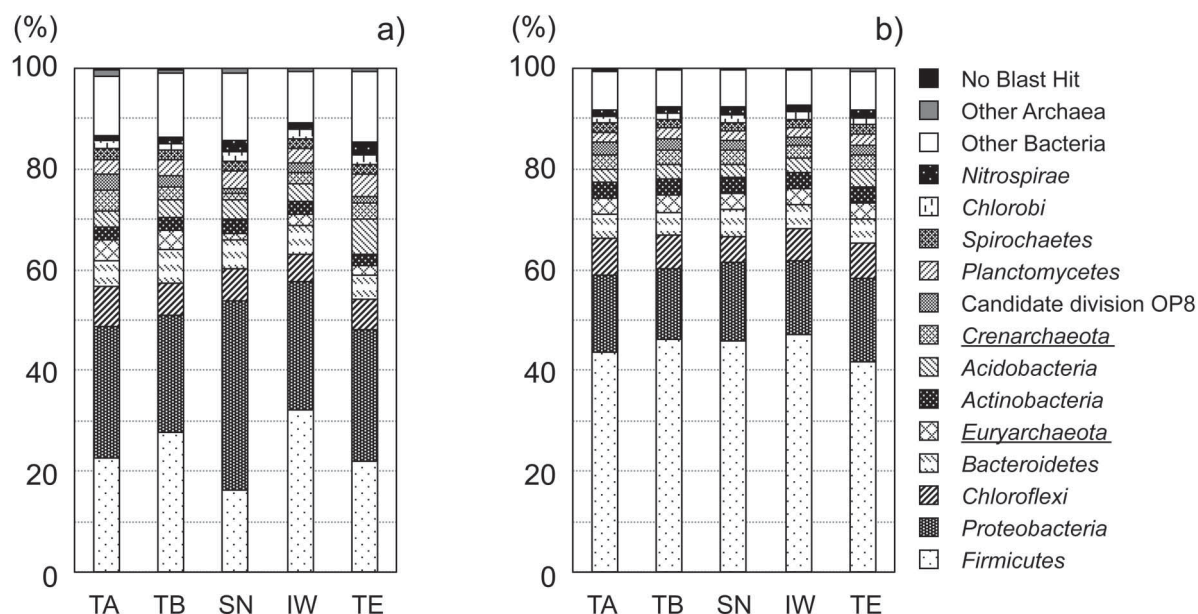 (%)
a)
100
80
60
40
20
0
TA TB SN IW TE
(%)
b)
100
80
60
40
20
0
TA TB SN IW TE
No Blast Hit
Other Archaea
Other Bacteria
Nitrospirae
Chlorobi
Spirochaetes
Planctomycetes
Candidate division OP8
Crenarchaeota
Acidobacteria
Actinobacteria
Euryarchaeota
Bacteroidetes
Chloroflexi
Proteobacteria
Firmicutes